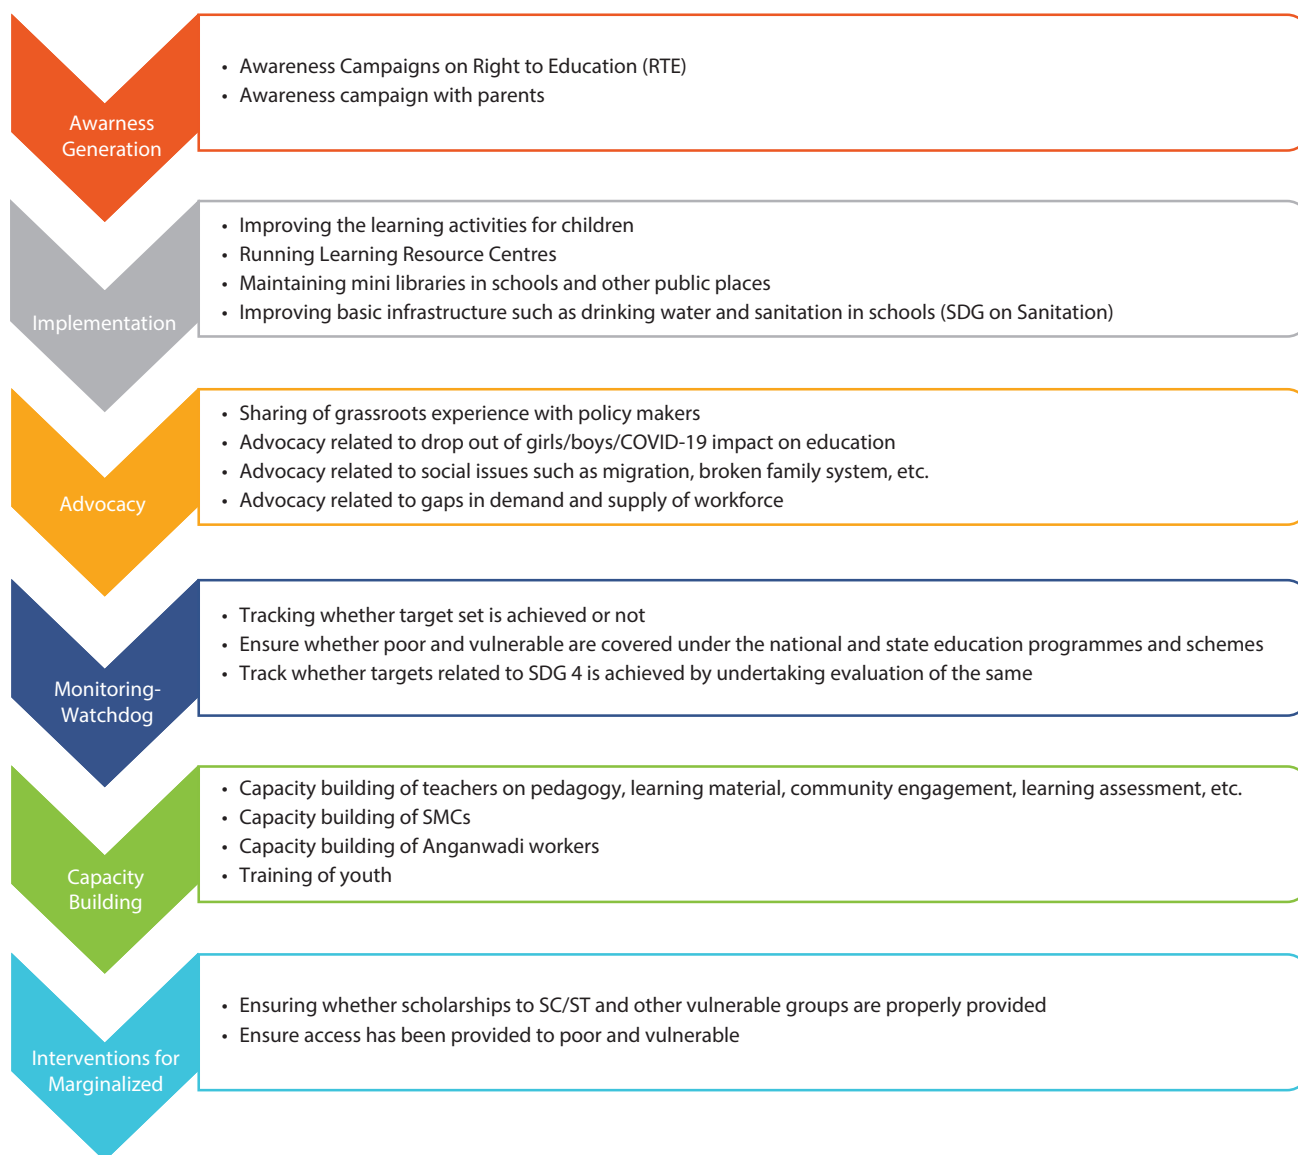 Awarness
Generation
• Awareness Campaigns on Right to Education (RTE)
• Awareness campaign with parents
Implementation
• Improving the learning activities for children
• Running Learning Resource Centres
• Maintaining mini libraries in schools and other public places
• Improving basic infrastructure such as drinking water and sanitation in schools (SDG on Sanitation)
Advocacy
• Sharing of grassroots experience with policy makers
• Advocacy related to drop out of girls/boys/COVID-19 impact on education
• Advocacy related to social issues such as migration, broken family system, etc.
• Advocacy related to gaps in demand and supply of workforce
Monitoring-
Watchdog
• Tracking whether target set is achieved or not
• Ensure whether poor and vulnerable are covered under the national and state education programmes and schemes
• Track whether targets related to SDG 4 is achieved by undertaking evaluation of the same
Capacity
Building
• Capacity building of teachers on pedagogy, learning material, community engagement, learning assessment, etc.
• Capacity building of SMCs
• Capacity building of Anganwadi workers
• Training of youth
Interventions for
Marginalized
• Ensuring whether scholarships to SC/ST and other vulnerable groups are properly provided
• Ensure access has been provided to poor and vulnerable